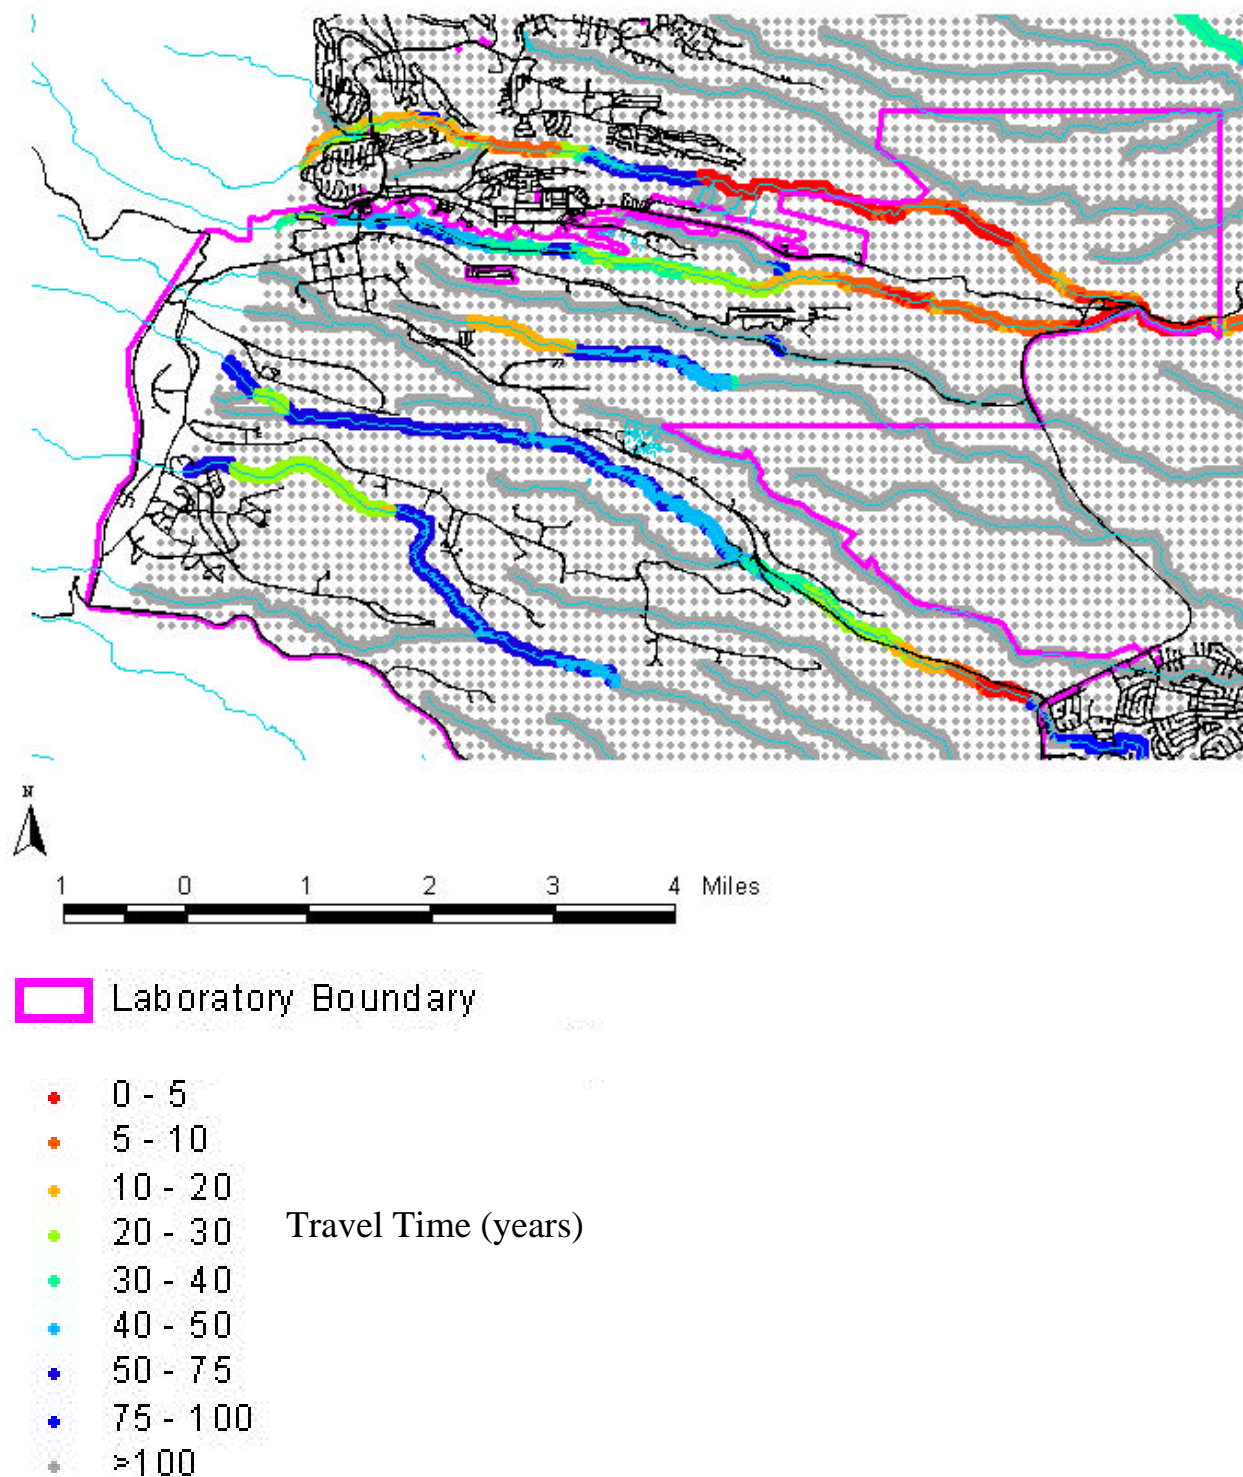 N
1 0 1 2 3 4 Miles
Laboratory Boundary
0 - 5
5 - 10
10 - 20
20 - 30
Travel Time (years)
30 - 40
40 - 50
50 - 75
75 - 100
>100